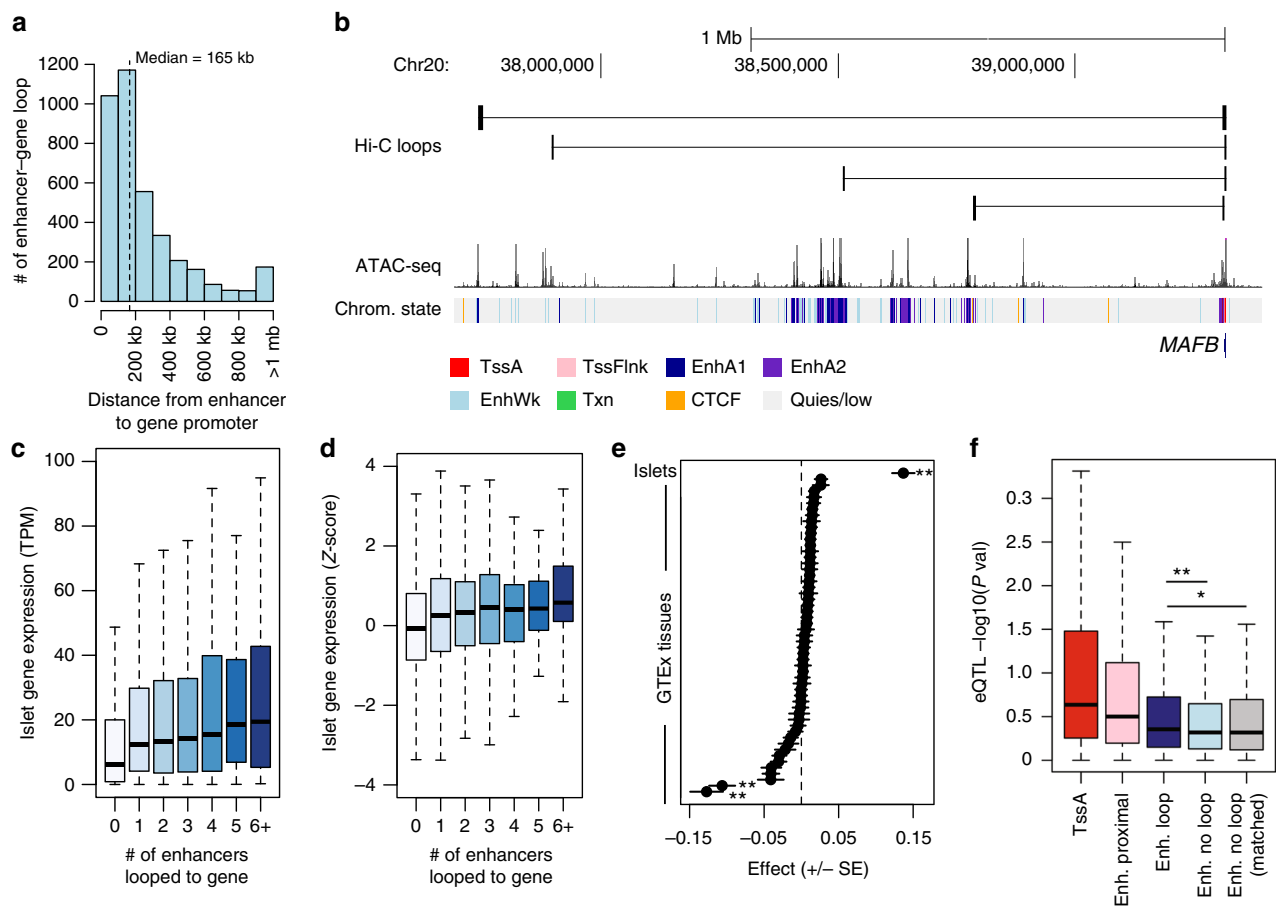 a
Median = 165 kb
# of enhancer–gene loop
1200
1000
800
600
400
200
0
0
200 kb
400 kb
600 kb
800 kb
>1 mb
Distance from enhancer
to gene promoter
b
1 Mb
Chr20:
38,000,000
38,500,000
39,000,000
Hi-C loops
ATAC-seq
Chrom. state
MAFB
TssA
TssFlnk
EnhA1
EnhA2
EnhWk
Txn
CTCF
Quies/low
c
Islet gene expression (TPM)
100
80
60
40
20
0
0
1
2
3
4
5
6+
# of enhancers
looped to gene
d
Islet gene expression (Z-score)
4
2
0
−2
−4
0
1
2
3
4
5
6+
# of enhancers
looped to gene
e
Islets
GTEx tissues
**
**
**
−0.15
−0.05
0.05
0.15
Effect (+/− SE)
f
eQTL −log10(P val)
0.3
2.5
2.0
1.5
1.0
0.5
0
**
*
TssA
Enh. proximal
Enh. loop
Enh. no loop
Enh. no loop
(matched)